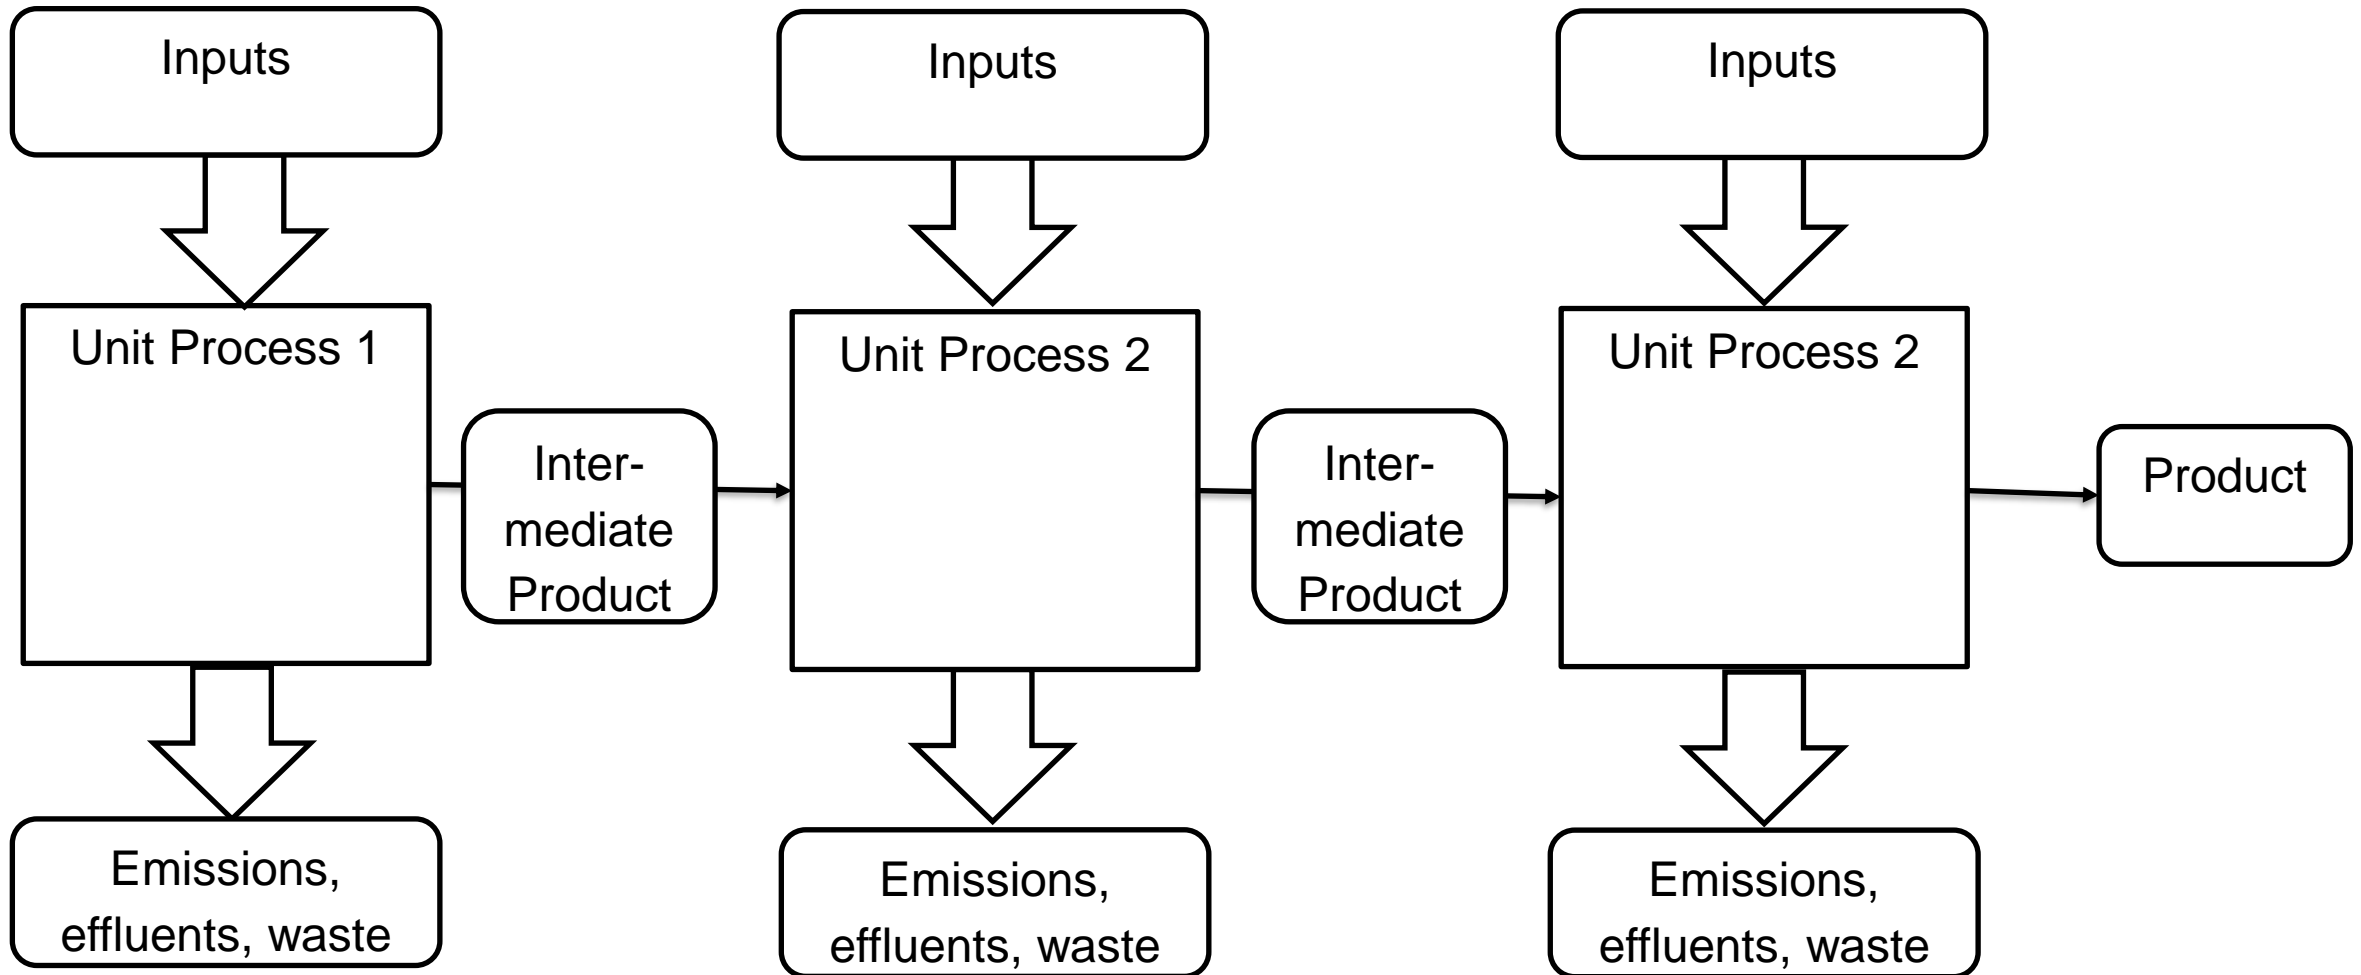 Inputs
Inputs
Inputs
Unit Process 1
Unit Process 2
Unit Process 2
Inter-
mediate
Product
Inter-
mediate
Product
Product
Emissions,
effluents, waste
Emissions,
effluents, waste
Emissions,
effluents, waste